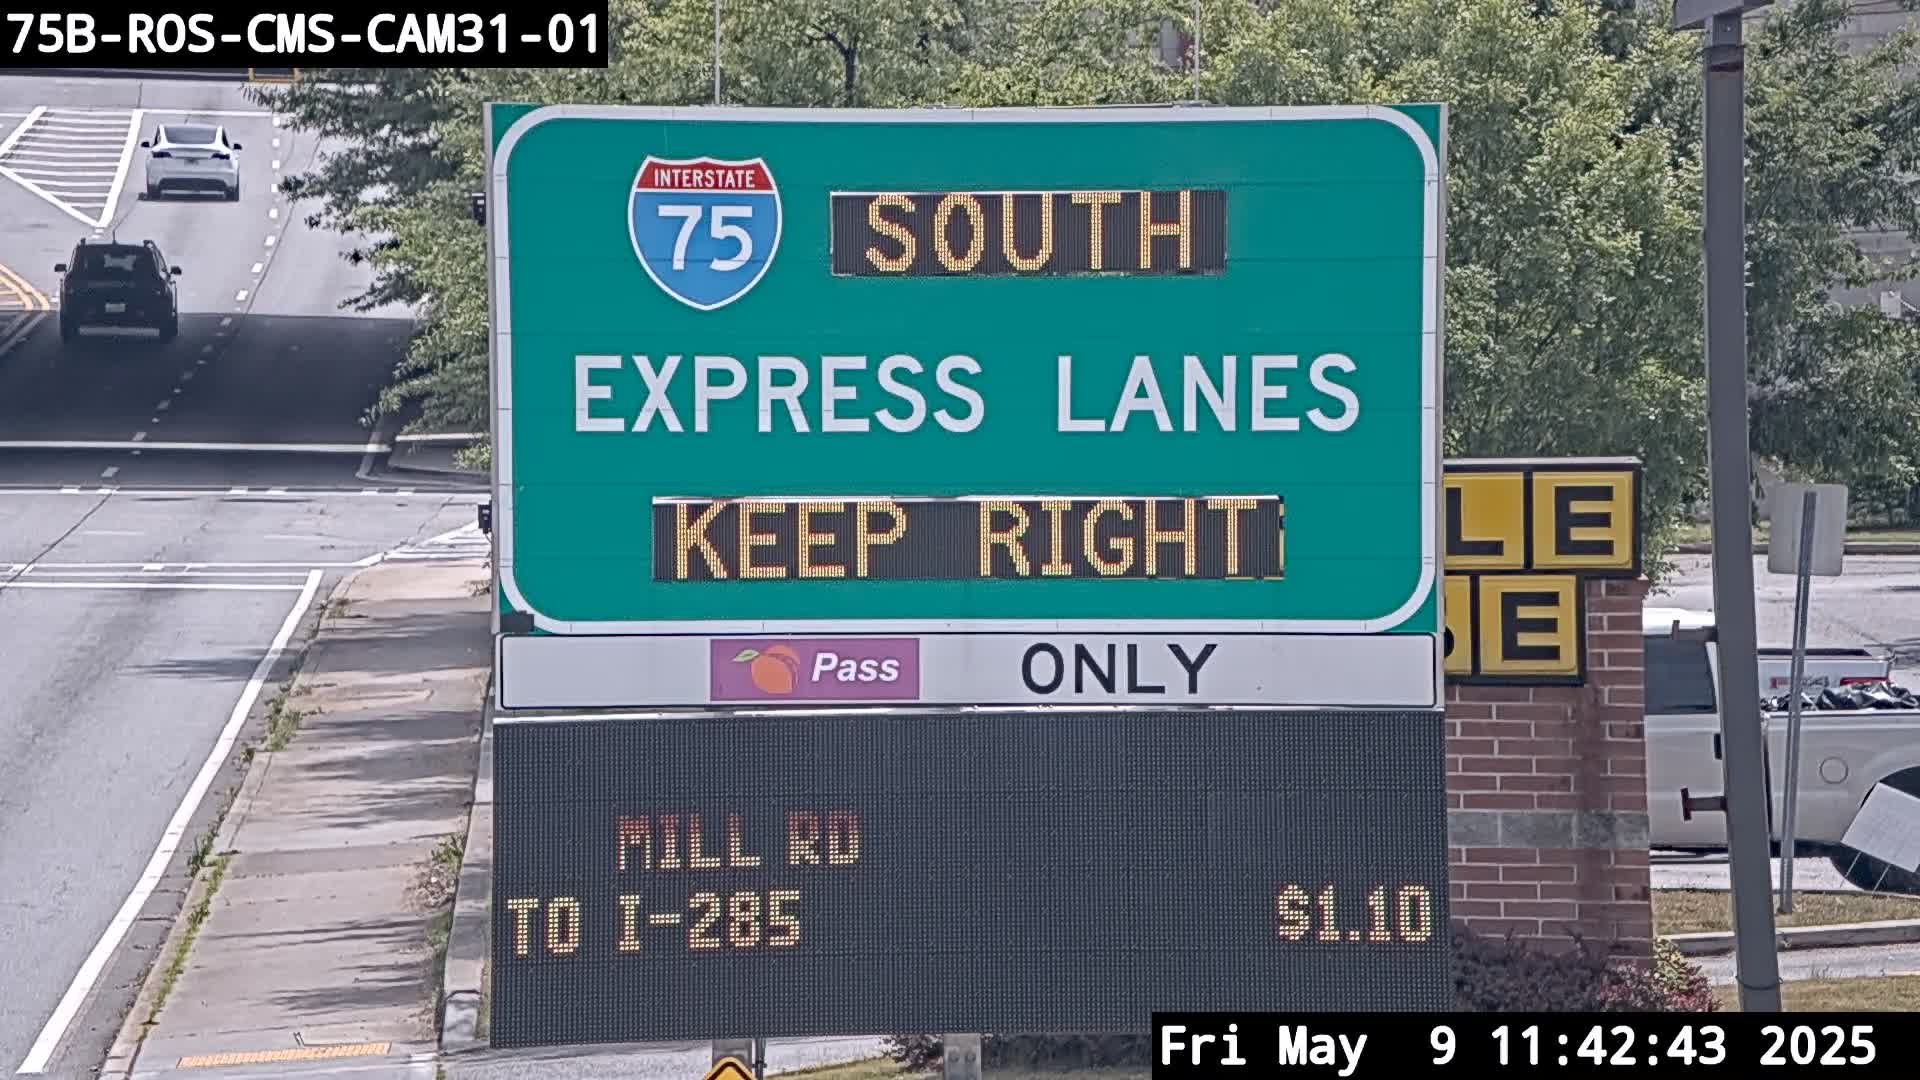 75B-ROS-CMS-CAM31-01
INTERSTATE
75
SOUTH
EXPRESS LANES
KEEP RIGHT
Pass ONLY
MILL RD
TO I-285 $1.10
LE
E
Fri May 9 11:42:43 2025